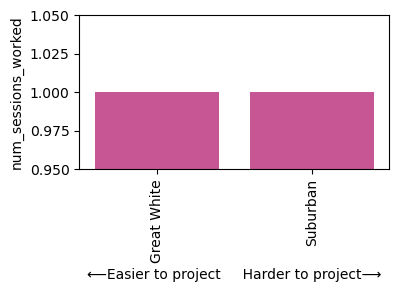 num_sessions_worked
1.050
1.025
1.000
0.975
0.950
Great White
Suburban
⟵Easier to project
Harder to project⟶